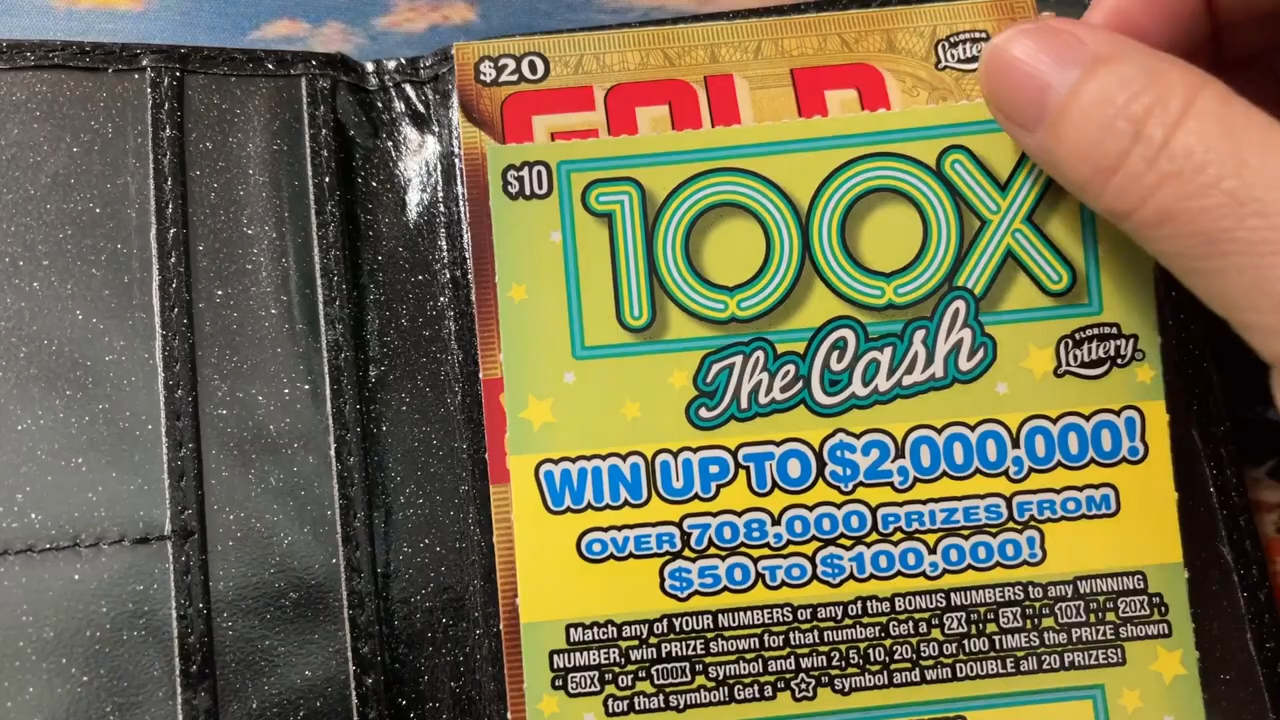 $20
FLORIDA
GOLD
$10
100X
The Cash
FLORIDA
Lottery®
WIN UP TO $2,000,000!
OVER 708,000 PRIZES FROM
$50 TO $100,000!
Match any of YOUR NUMBERS or any of the BONUS NUMBERS to any WINNING
NUMBER, win PRIZE shown for that number. Get a "2X", "5X", "10X", "20X",
"50X" or "100X" symbol and win 2, 5, 10, 20, 50 or 100 TIMES the PRIZE shown
for that symbol! Get a "☆" symbol and win DOUBLE all 20 PRIZES!